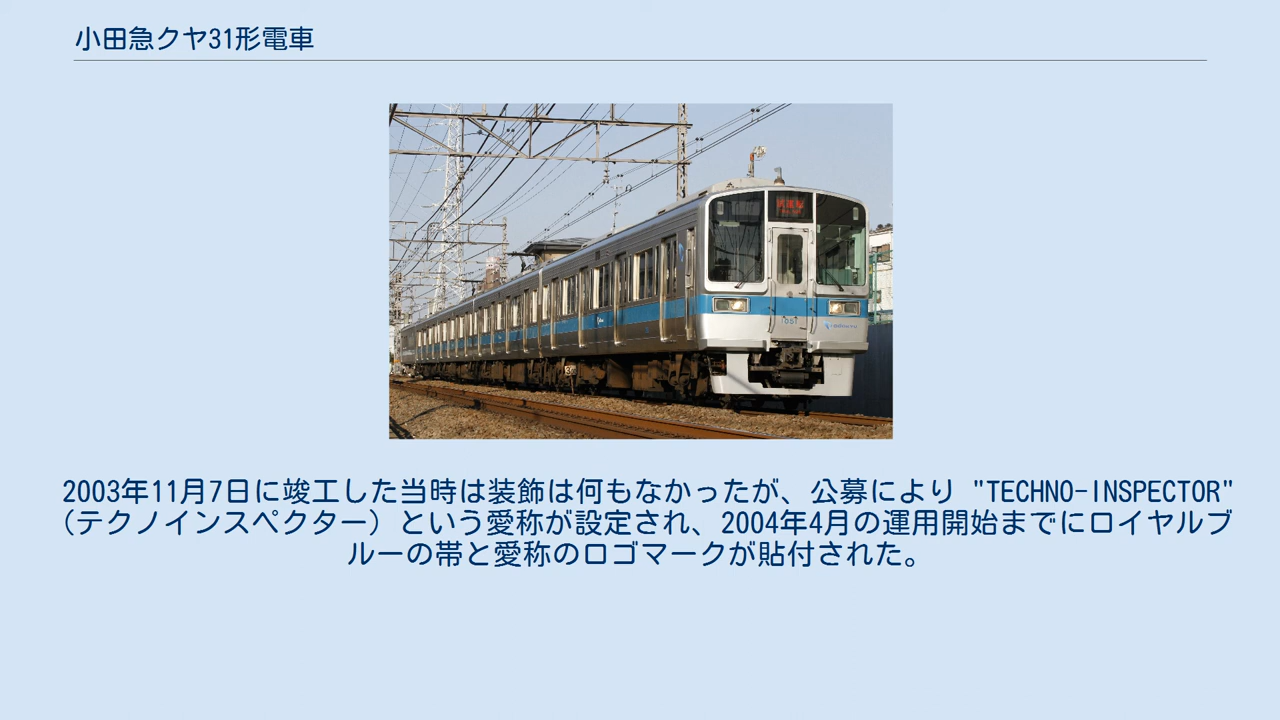 小田急クヤ31形電車
2003年11月7日に竣工した当時は装飾は何もなかったが、公募により "TECHNO-INSPECTOR"
（テクノインスペクター）という愛称が設定され、2004年4月の運用開始までにロイヤルブ
ルーの帯と愛称のロゴマークが貼付された。